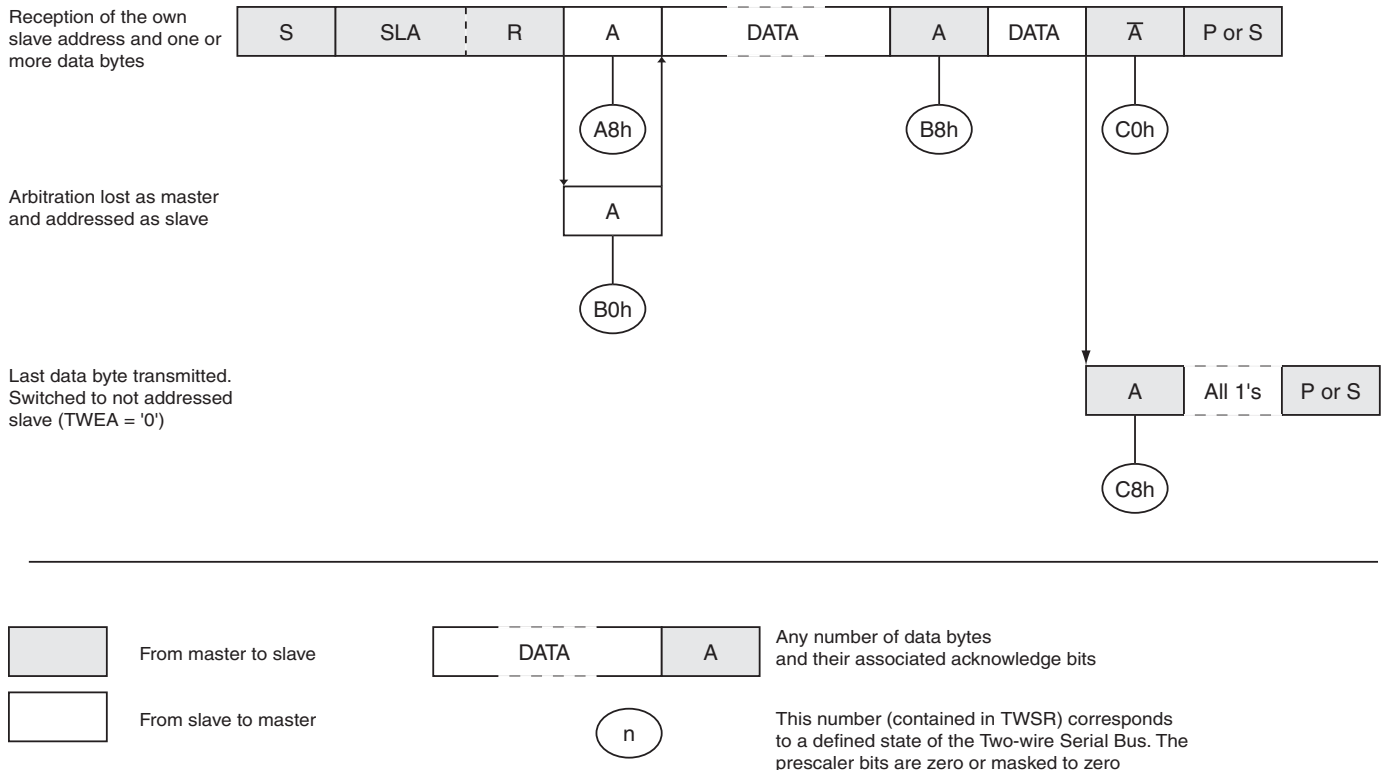 Reception of the own
slave address and one or
more data bytes
S SLA R A DATA A DATA A̅ P or S
A8h B8h C0h
Arbitration lost as master
and addressed as slave
A
B0h
Last data byte transmitted.
Switched to not addressed
slave (TWEA = '0')
A All 1's P or S
C8h
From master to slave
DATA A
Any number of data bytes
and their associated acknowledge bits
From slave to master
n
This number (contained in TWSR) corresponds
to a defined state of the Two-wire Serial Bus. The
prescaler bits are zero or masked to zero